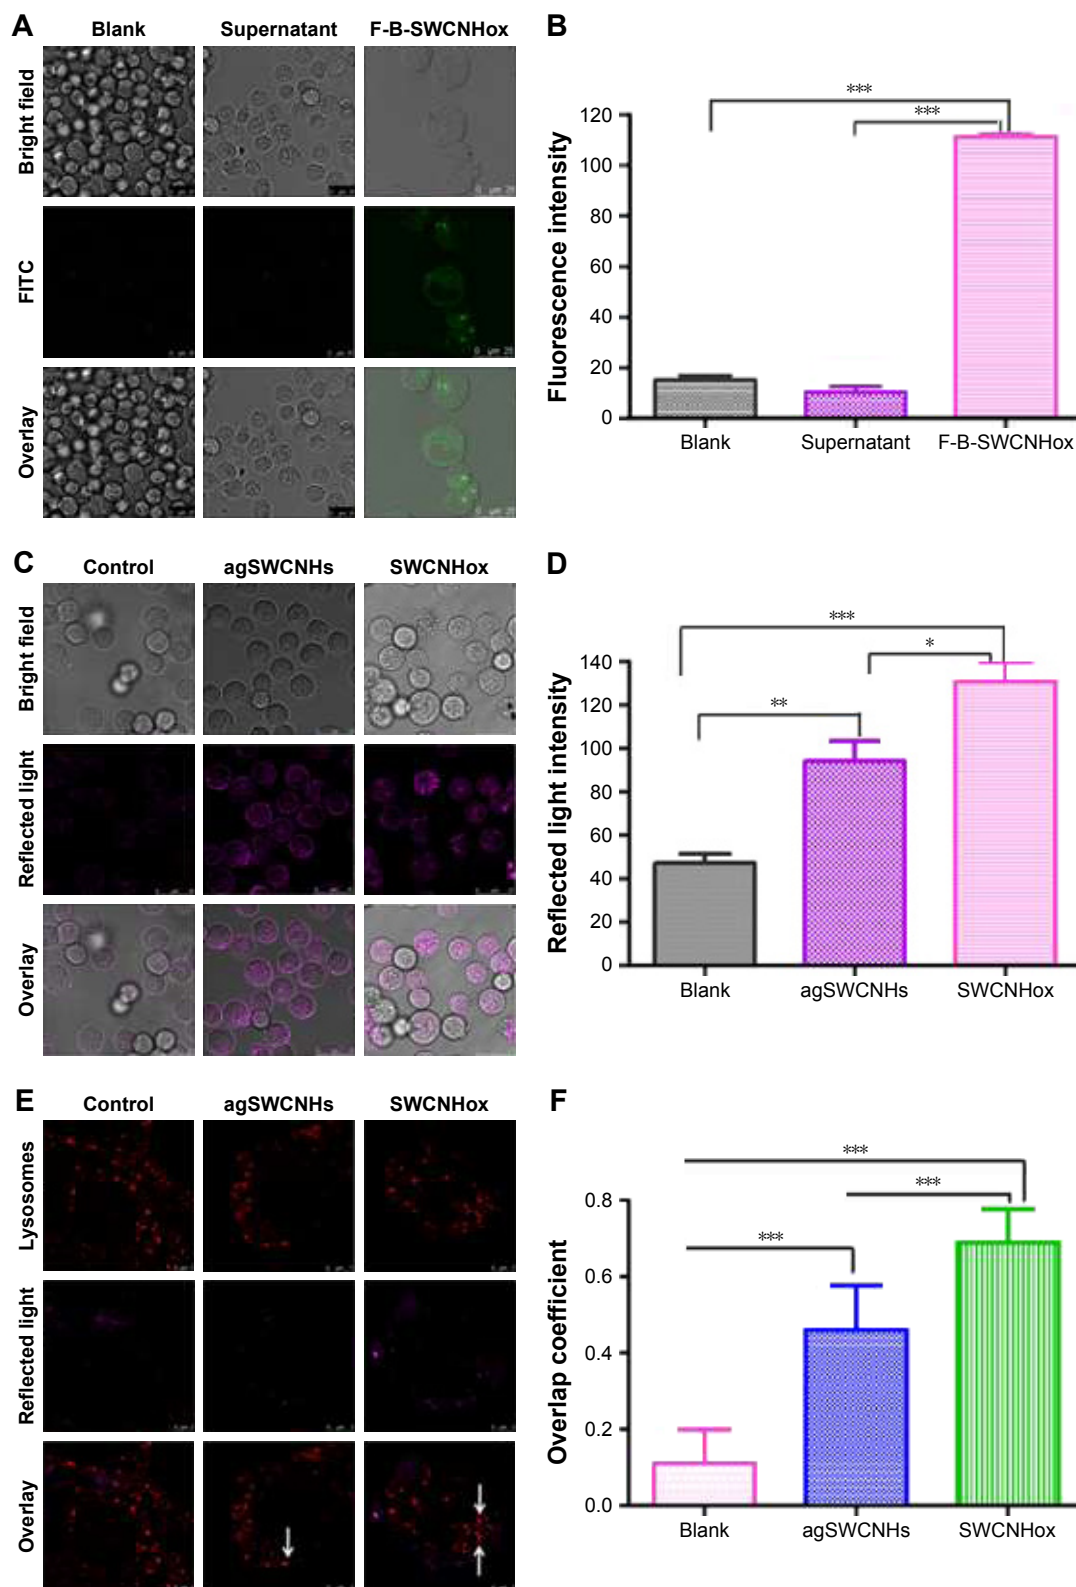 A
Blank Supernatant F-B-SWCNHox
Bright field
FITC
Overlay
B
Fluorescence intensity
120
100
80
60
40
20
0
***
***
Blank Supernatant F-B-SWCNHox
C
Control agSWCNHs SWCNHox
Bright field
Reflected light
Overlay
D
Reflected light intensity
140
120
100
80
60
40
20
0
***
*
**
Blank agSWCNHs SWCNHox
E
Control agSWCNHs SWCNHox
Lysosomes
Reflected light
Overlay
F
Overlap coefficient
0.8
0.6
0.4
0.2
0.0
***
***
***
Blank agSWCNHs SWCNHox